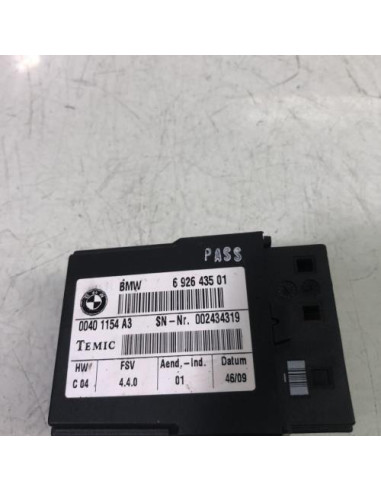 PASS
BMW 6 926 435 01
0040 1154 A3 SN-Nr. 002434319
TEMIC
HW FSV Aend.-ind. Datum
C 04 4.4.0 01 46/09